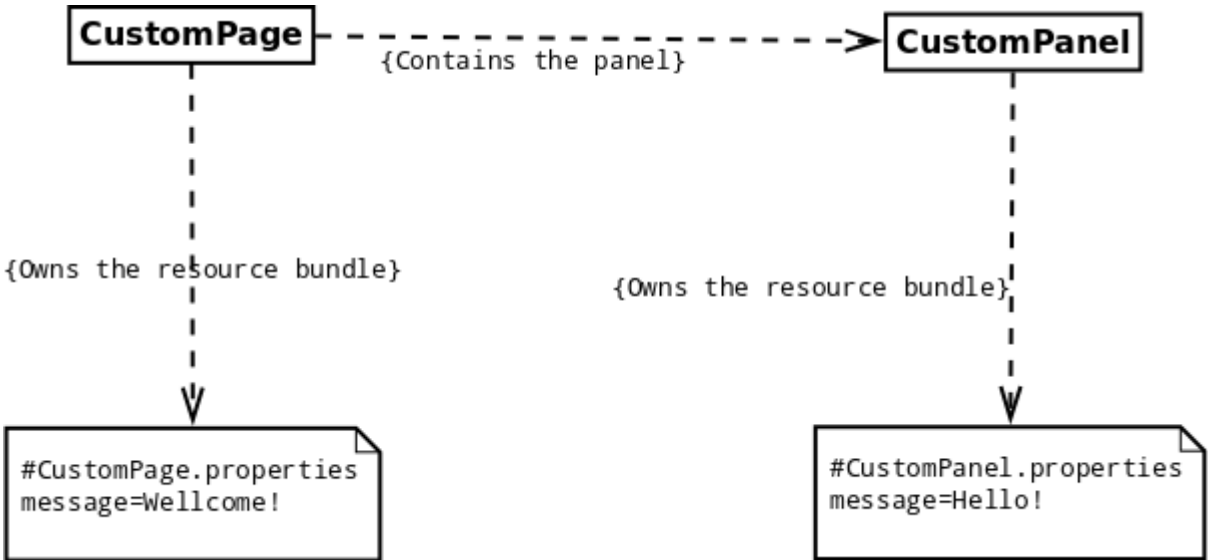 CustomPage
CustomPanel
{Contains the panel}
{Owns the resource bundle}
{Owns the resource bundle}
#CustomPage.properties
message=Wellcome!
#CustomPanel.properties
message=Hello!